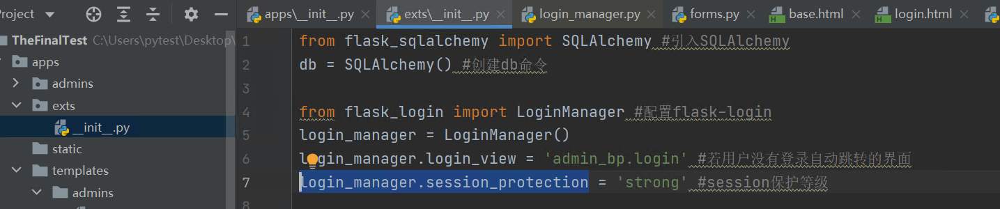 Project
apps\__init__.py
exts\__init__.py
login_manager.py
forms.py
base.html
login.html
TheFinalTest C:\Users\pytest\Desktop\
apps
admins
exts
__init__.py
static
templates
admins
1 from flask_sqlalchemy import SQLAlchemy #引入SQLAlchemy
2 db = SQLAlchemy() #创建db命令
3
4 from flask_login import LoginManager #配置flask-login
5 login_manager = LoginManager()
6 login_manager.login_view = 'admin_bp.login' #若用户没有登录自动跳转的界面
7 login_manager.session_protection = 'strong' #session保护等级
8